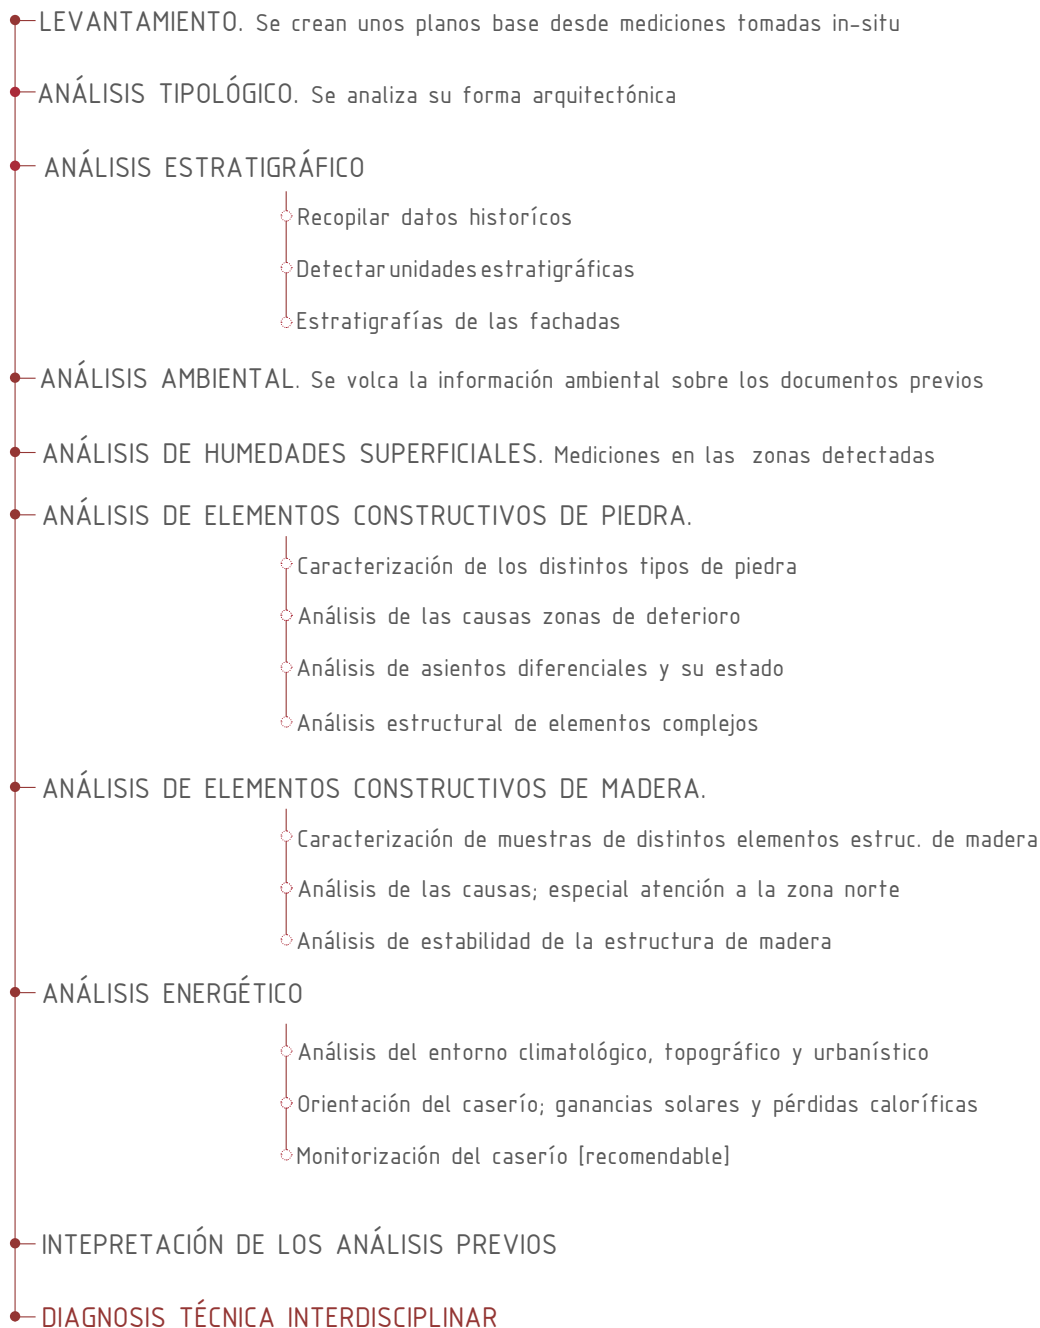 LEVANTAMIENTO. Se crean unos planos base desde mediciones tomadas in-situ
ANÁLISIS TIPOLÓGICO. Se analiza su forma arquitectónica
ANÁLISIS ESTRATIGRÁFICO
Recopilar datos historícos
Detectar unidades estratigráficas
Estratigrafías de las fachadas
ANÁLISIS AMBIENTAL. Se volca la información ambiental sobre los documentos previos
ANÁLISIS DE HUMEDADES SUPERFICIALES. Mediciones en las zonas detectadas
ANÁLISIS DE ELEMENTOS CONSTRUCTIVOS DE PIEDRA.
Caracterización de los distintos tipos de piedra
Análisis de las causas zonas de deterioro
Análisis de asientos diferenciales y su estado
Análisis estructural de elementos complejos
ANÁLISIS DE ELEMENTOS CONSTRUCTIVOS DE MADERA.
Caracterización de muestras de distintos elementos estruc. de madera
Análisis de las causas; especial atención a la zona norte
Análisis de estabilidad de la estructura de madera
ANÁLISIS ENERGÉTICO
Análisis del entorno climatológico, topográfico y urbanístico
Orientación del caserío; ganancias solares y pérdidas caloríficas
Monitorización del caserío [recomendable]
INTEPRETACIÓN DE LOS ANÁLISIS PREVIOS
DIAGNOSIS TÉCNICA INTERDISCIPLINAR